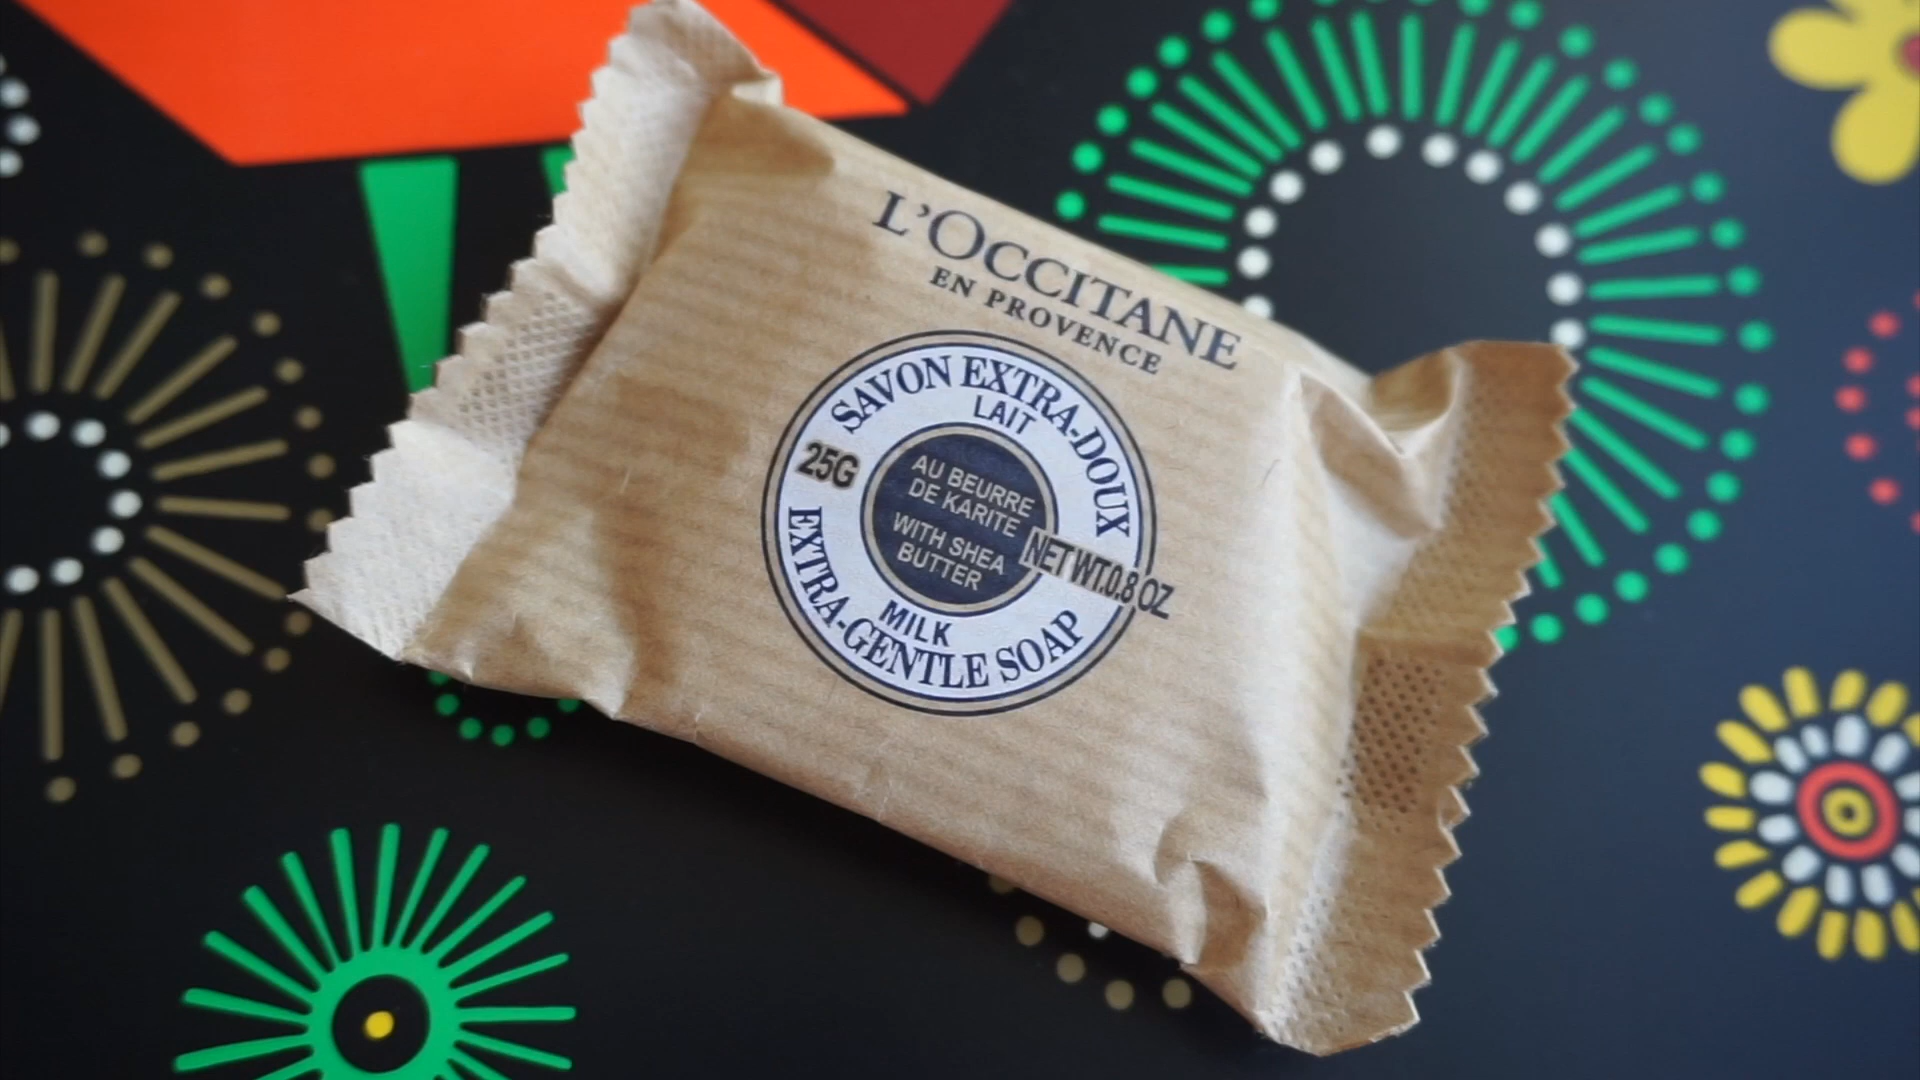 L'OCCITANE
EN PROVENCE
SAVON EXTRA-DOUX
LAIT
25G
AU BEURRE
DE KARITE
WITH SHEA
BUTTER
NET WT.0.8 OZ
MILK
EXTRA-GENTLE SOAP